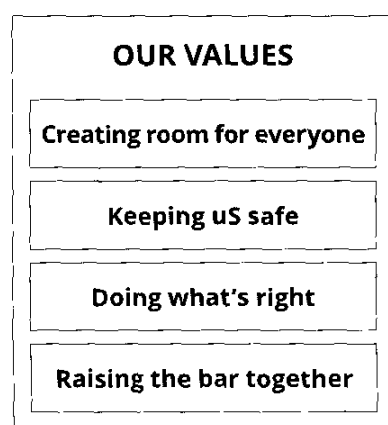 OUR VALUES
Creating room for everyone
Keeping uS safe
Doing what's right
Raising the bar together